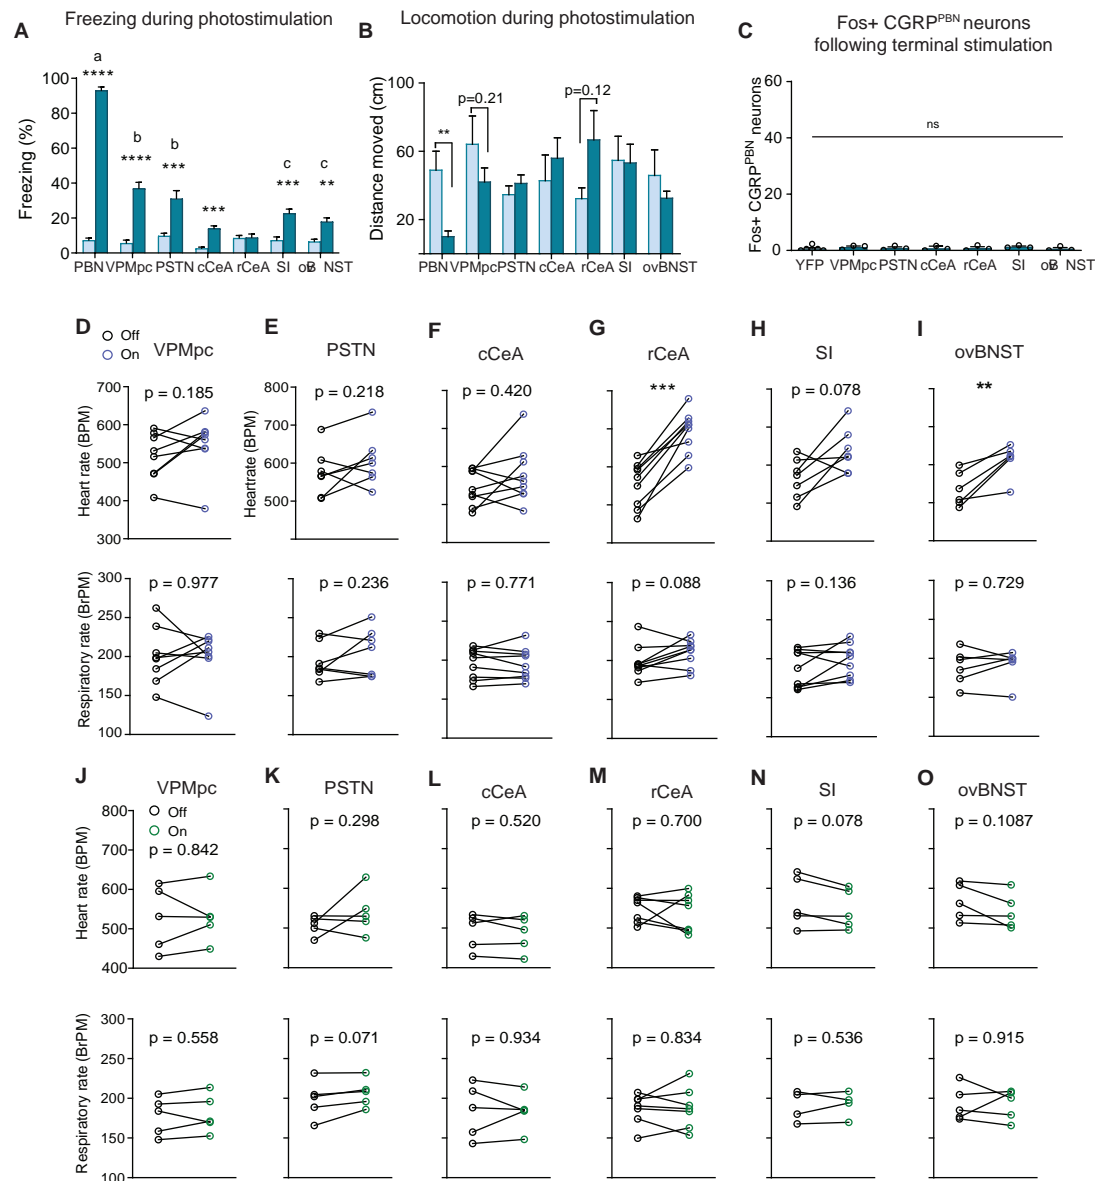 Freezing during photostimulation
Locomotion during photostimulation
Fos+ CGRPPBN neurons
following terminal stimulation
A
B
C
Freezing (%)
100
80
60
40
20
0
a
****
b
****
b
***
***
c
***
c
**
PBN VPMpc PSTN cCeA rCeA SI ovBNST
Distance moved (cm)
100
60
20
**
p=0.21
p=0.12
PBN VPMpc PSTN cCeA rCeA SI ovBNST
Fos+ CGRPPBN neurons
60
40
20
0
ns
YFP VPMpc PSTN cCeA rCeA SI ovBNST
D
Off
On
VPMpc
E
PSTN
F
cCeA
G
rCeA
H
SI
I
ovBNST
Heart rate (BPM)
700
600
500
400
300
p = 0.185
Heartrate (BPM)
800
700
600
500
p = 0.218
p = 0.420
***
p = 0.078
**
Respiratory rate (BrPM)
300
250
200
150
100
p = 0.977
p = 0.236
p = 0.771
p = 0.088
p = 0.136
p = 0.729
J
VPMpc
K
PSTN
L
cCeA
M
rCeA
N
SI
O
ovBNST
Off
On
Heart rate (BPM)
800
700
600
500
400
p = 0.842
p = 0.298
p = 0.520
p = 0.700
p = 0.078
p = 0.1087
Respiratory rate (BrPM)
300
250
200
150
100
p = 0.558
p = 0.071
p = 0.934
p = 0.834
p = 0.536
p = 0.915